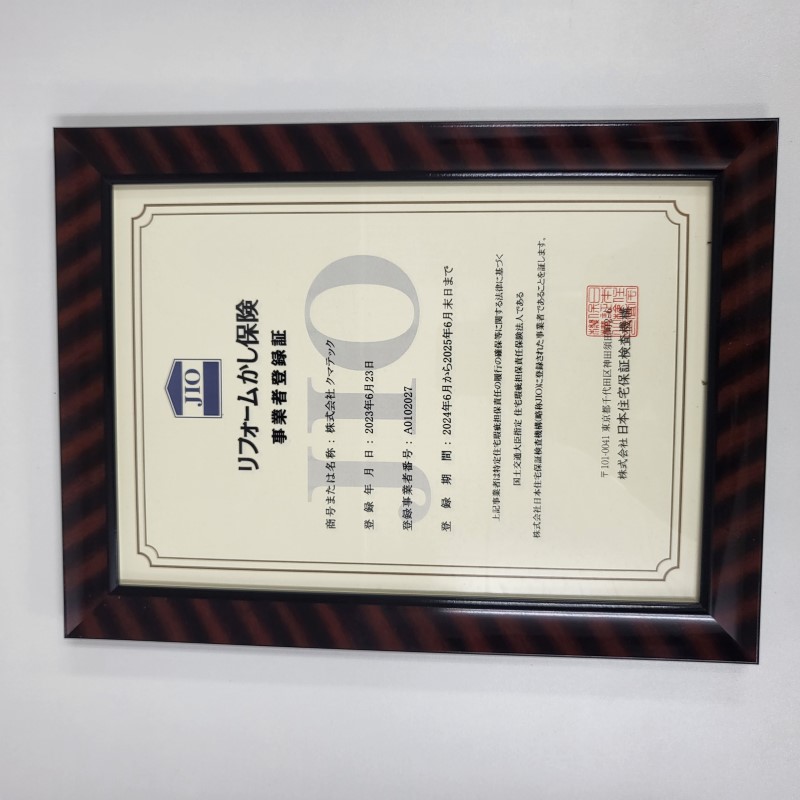 JIO
リフォームかし保険
事業者登録証
JIO
商号または名称：株式会社 クマテック
登録年月日：2023年6月23日
登録事業者番号：A0102027
登録期間：2024年6月から2025年6月末日まで
上記事業者は特定住宅瑕疵担保責任の履行の確保等に関する法律に基づく
国土交通大臣指定 住宅瑕疵担保責任保険法人である
株式会社日本住宅保証検査機構(略称JIO)に登録された事業者であることを証します。
〒101-0041 東京都千代田区神田須田町
株式会社 日本住宅保証検査機構